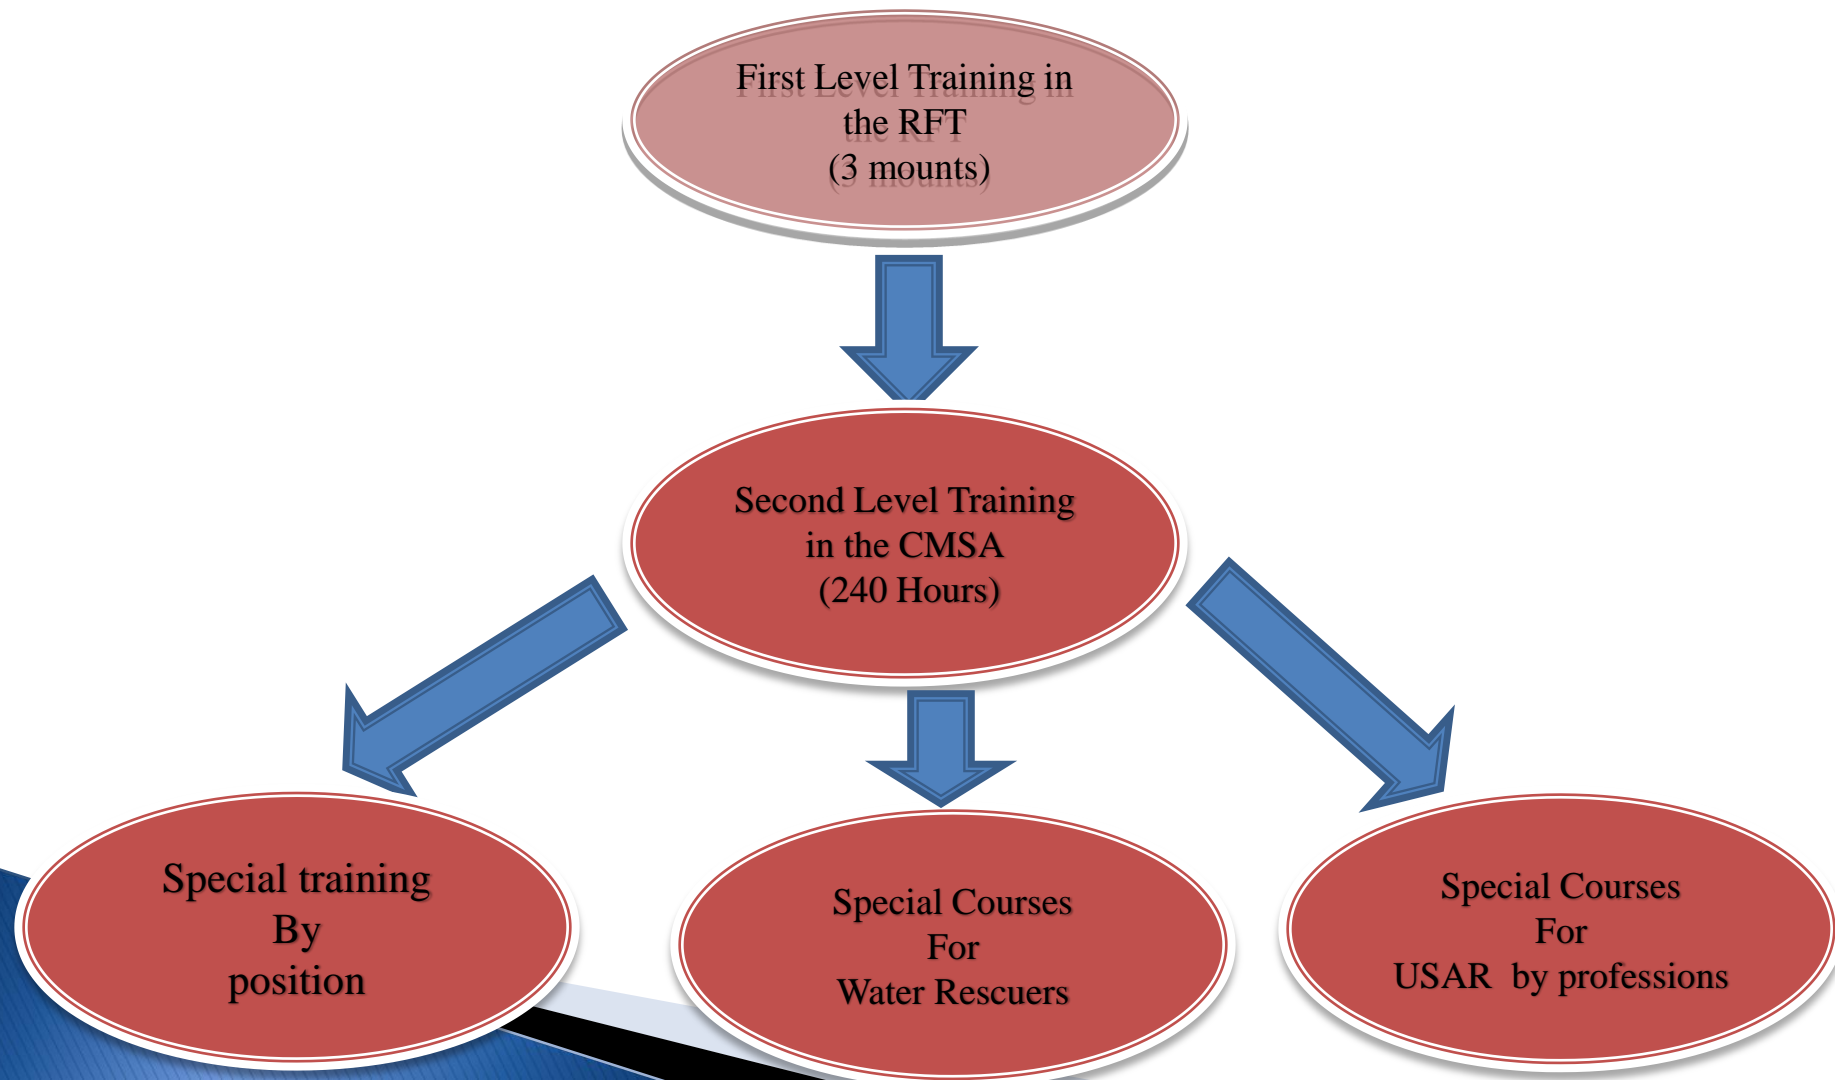 First Level Training in
the RFT
(3 mounts)
Second Level Training
in the CMSA
(240 Hours)
Special training
By
position
Special Courses
For
Water Rescuers
Special Courses
For
USAR by professions